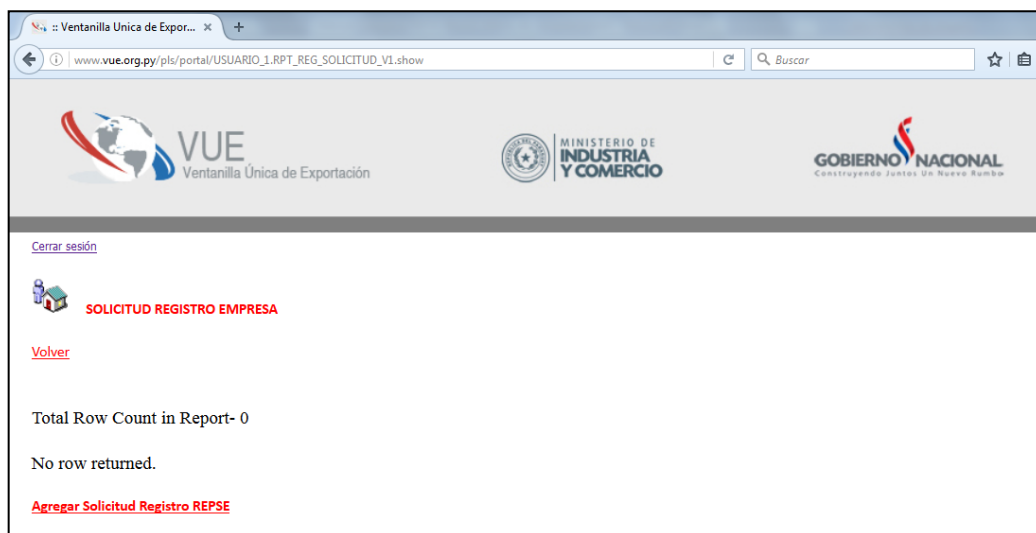 :: Ventanilla Unica de Expor... × +
www.vue.org.py/pls/portal/USUARIO_1.RPT_REG_SOLICITUD_V1.show
Buscar
VUE
Ventanilla Única de Exportación
MINISTERIO DE
INDUSTRIA
Y COMERCIO
GOBIERNO NACIONAL
Construyendo Juntos Un Nuevo Rumbo
Cerrar sesión
SOLICITUD REGISTRO EMPRESA
Volver
Total Row Count in Report- 0
No row returned.
Agregar Solicitud Registro REPSE